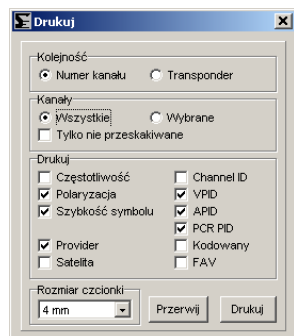 Drukuj
Kolejność
Numer kanału Transponder
Kanały
Wszystkie Wybrane
Tylko nie przeskakiwane
Drukuj
Częstotliwość Channel ID
Polaryzacja VPID
Szybkość symbolu APID
PCR PID
Provider Kodowany
Satelita FAV
Rozmiar czcionki
4 mm Przerwij Drukuj